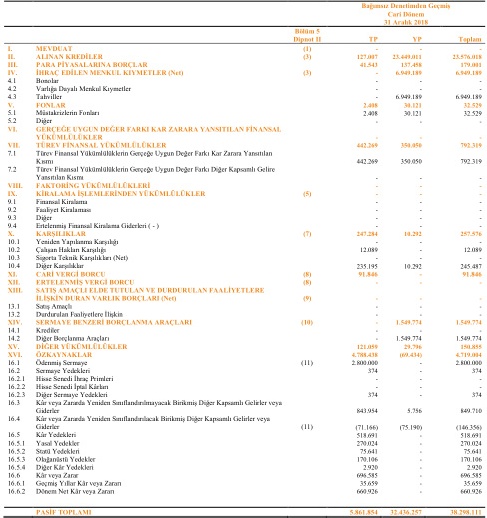 Bağımsız Denetimden Geçmiş
Cari Dönem
31 Aralık 2018
Bölüm 5
Dipnot II TP YP Toplam
I. MEVDUAT (1) - - -
II. ALINAN KREDİLER (3) 127.007 23.449.011 23.576.018
III. PARA PİYASALARINA BORÇLAR 41.543 137.458 179.001
IV. İHRAÇ EDİLEN MENKUL KIYMETLER (Net) (3) - 6.949.189 6.949.189
4.1 Bonolar - - -
4.2 Varlığa Dayalı Menkul Kıymetler - - -
4.3 Tahviller - 6.949.189 6.949.189
V. FONLAR 2.408 30.121 32.529
5.1 Müstakrizlerin Fonları 2.408 30.121 32.529
5.2 Diğer - - -
VI. GERÇEĞE UYGUN DEĞER FARKI KAR ZARARA YANSITILAN FİNANSAL
YÜKÜMLÜLÜKLER - - -
VII. TÜREV FİNANSAL YÜKÜMLÜLÜKLER 442.269 350.050 792.319
7.1 Türev Finansal Yükümlülüklerin Gerçeğe Uygun Değer Farkı Kar Zarara Yansıtılan
Kısmı 442.269 350.050 792.319
7.2 Türev Finansal Yükümlülüklerin Gerçeğe Uygun Değer Farkı Diğer Kapsamlı Gelire
Yansıtılan Kısmı - - -
VIII. FAKTORİNG YÜKÜMLÜLÜKLERİ - - -
IX. KİRALAMA İŞLEMLERİNDEN YÜKÜMLÜLÜKLER (5) - - -
9.1 Finansal Kiralama - - -
9.2 Faaliyet Kiralaması - - -
9.3 Diğer - - -
9.4 Ertelenmiş Finansal Kiralama Giderleri ( - ) - - -
X. KARŞILIKLAR (7) 247.284 10.292 257.576
10.1 Yeniden Yapılanma Karşılığı - - -
10.2 Çalışan Hakları Karşılığı 12.089 - 12.089
10.3 Sigorta Teknik Karşılıkları (Net) - - -
10.4 Diğer Karşılıklar 235.195 10.292 245.487
XI. CARİ VERGİ BORCU (8) 91.846 - 91.846
XII. ERTELENMİŞ VERGİ BORCU (8) - - -
XIII. SATIŞ AMAÇLI ELDE TUTULAN VE DURDURULAN FAALİYETLERE
İLİŞKİN DURAN VARLIK BORÇLARI (Net) (9) - - -
13.1 Satış Amaçlı - - -
13.2 Durdurulan Faaliyetlere İlişkin - - -
XIV. SERMAYE BENZERİ BORÇLANMA ARAÇLARI (10) - 1.549.774 1.549.774
14.1 Krediler - - -
14.2 Diğer Borçlanma Araçları - 1.549.774 1.549.774
XV. DİĞER YÜKÜMLÜLÜKLER 121.059 29.796 150.855
XVI. ÖZKAYNAKLAR 4.788.438 (69.434) 4.719.004
16.1 Ödenmiş Sermaye (11) 2.800.000 - 2.800.000
16.2 Sermaye Yedekleri 374 - 374
16.2.1 Hisse Senedi İhraç Primleri - - -
16.2.2 Hisse Senedi İptal Kârları - - -
16.2.3 Diğer Sermaye Yedekleri 374 - 374
16.3 Kâr veya Zararda Yeniden Sınıflandırılmayacak Birikmiş Diğer Kapsamlı Gelirler veya
Giderler 843.954 5.756 849.710
16.4 Kâr veya Zararda Yeniden Sınıflandırılacak Birikmiş Diğer Kapsamlı Gelirler veya
Giderler (11) (71.166) (75.190) (146.356)
16.5 Kâr Yedekleri 518.691 - 518.691
16.5.1 Yasal Yedekler 270.024 - 270.024
16.5.2 Statü Yedekleri 75.641 - 75.641
16.5.3 Olağanüstü Yedekler 170.106 - 170.106
16.5.4 Diğer Kâr Yedekleri 2.920 - 2.920
16.6 Kâr veya Zarar 696.585 - 696.585
16.6.1 Geçmiş Yıllar Kâr veya Zararı 35.659 - 35.659
16.6.2 Dönem Net Kâr veya Zararı 660.926 - 660.926
PASİF TOPLAMI 5.861.854 32.436.257 38.298.111